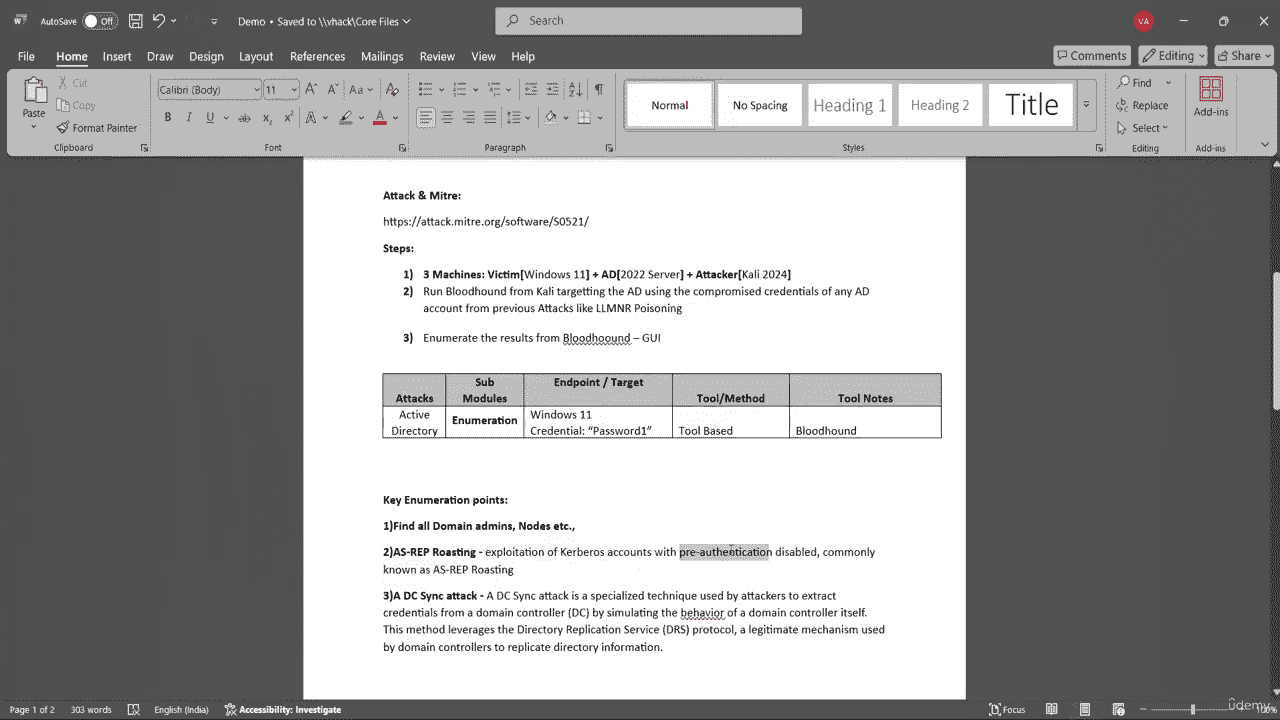 AutoSave Off Demo • Saved to \\vhack\Core Files Search VA
File Home Insert Draw Design Layout References Mailings Review View Help Comments Editing Share
Paste Cut Copy Format Painter
Calibri (Body) 11
Normal No Spacing Heading 1 Heading 2 Title
Find Replace Select Add-ins
Clipboard Font Paragraph Styles Editing Add-ins
Attack & Mitre:
https://attack.mitre.org/software/S0521/
Steps:
1) 3 Machines: Victim[Windows 11] + AD[2022 Server] + Attacker[Kali 2024]
2) Run Bloodhound from Kali targetting the AD using the compromised credentials of any AD
account from previous Attacks like LLMNR Poisoning
3) Enumerate the results from Bloodhoound – GUI
Attacks Sub Modules Endpoint / Target Tool/Method Tool Notes
Active Directory Enumeration Windows 11 Credential: “Password1” Tool Based Bloodhound
Key Enumeration points:
1)Find all Domain admins, Nodes etc.,
2)AS-REP Roasting - exploitation of Kerberos accounts with pre-authentication disabled, commonly
known as AS-REP Roasting
3)A DC Sync attack - A DC Sync attack is a specialized technique used by attackers to extract
credentials from a domain controller (DC) by simulating the behavior of a domain controller itself.
This method leverages the Directory Replication Service (DRS) protocol, a legitimate mechanism used
by domain controllers to replicate directory information.
Page 1 of 2 303 words English (India) Accessibility: Investigate Focus